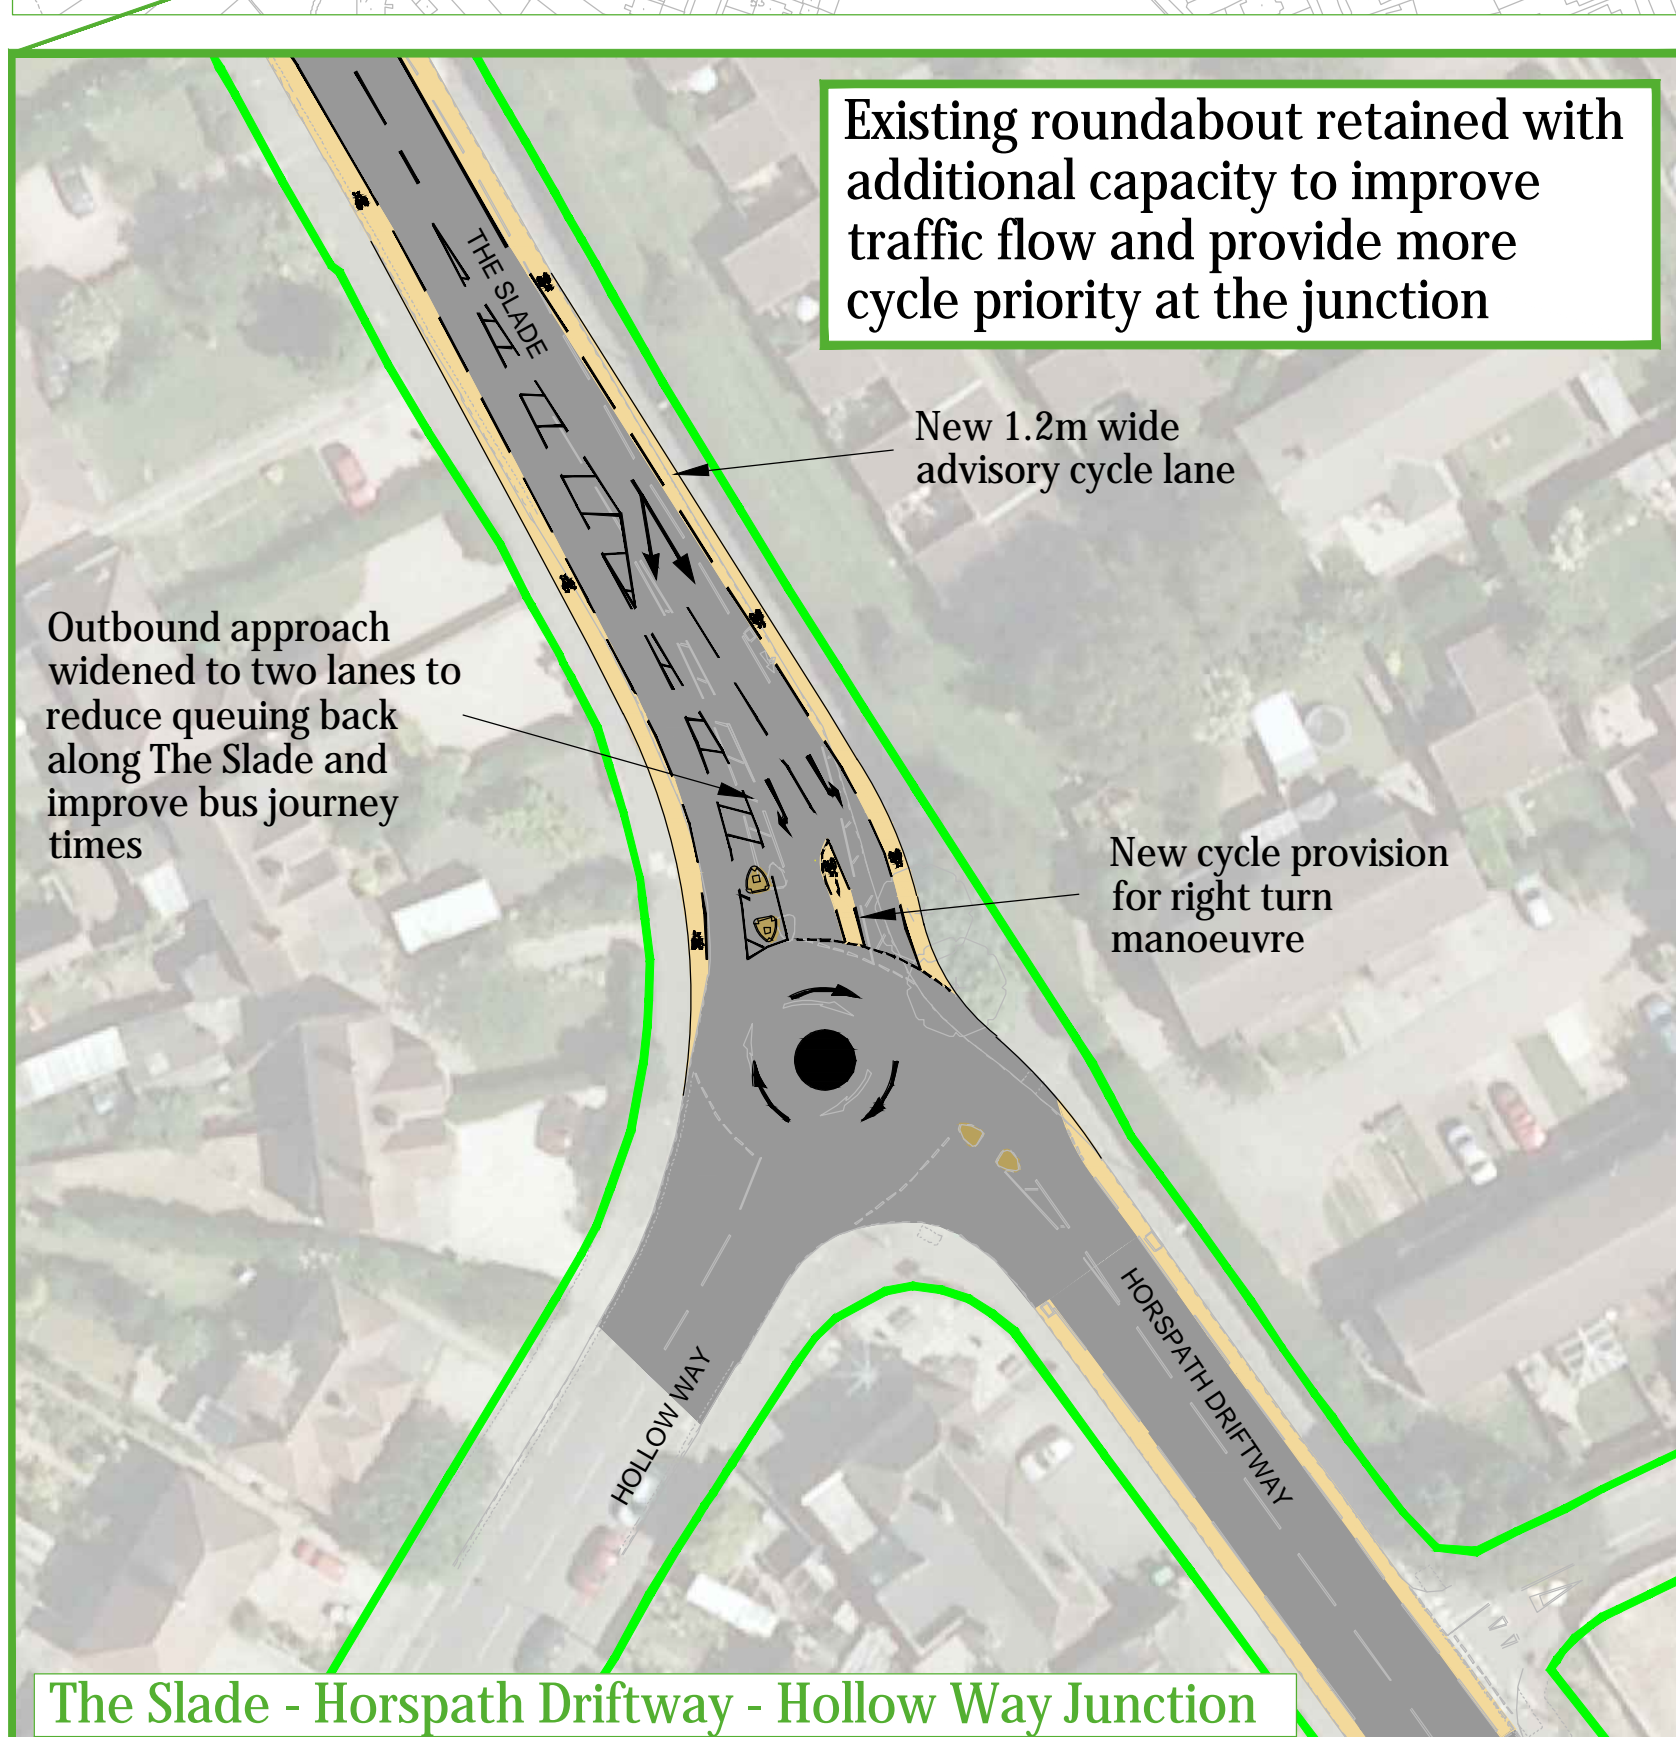 Existing roundabout retained with
additional capacity to improve
traffic flow and provide more
cycle priority at the junction
THE SLADE
New 1.2m wide
advisory cycle lane
Outbound approach
widened to two lanes to
reduce queuing back
along The Slade and
improve bus journey
times
New cycle provision
for right turn
manoeuvre
HORSPATH DRIFTWAY
HOLLOW WAY
The Slade - Horspath Driftway - Hollow Way Junction